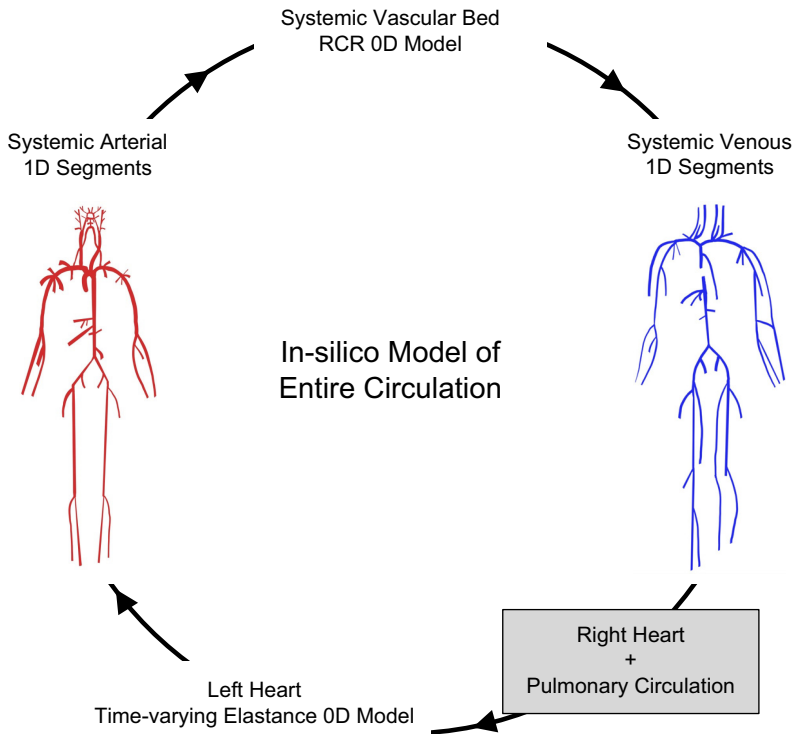 Systemic Vascular Bed
RCR 0D Model
Systemic Arterial
1D Segments
Systemic Venous
1D Segments
In-silico Model of
Entire Circulation
Right Heart
+
Pulmonary Circulation
Left Heart
Time-varying Elastance 0D Model